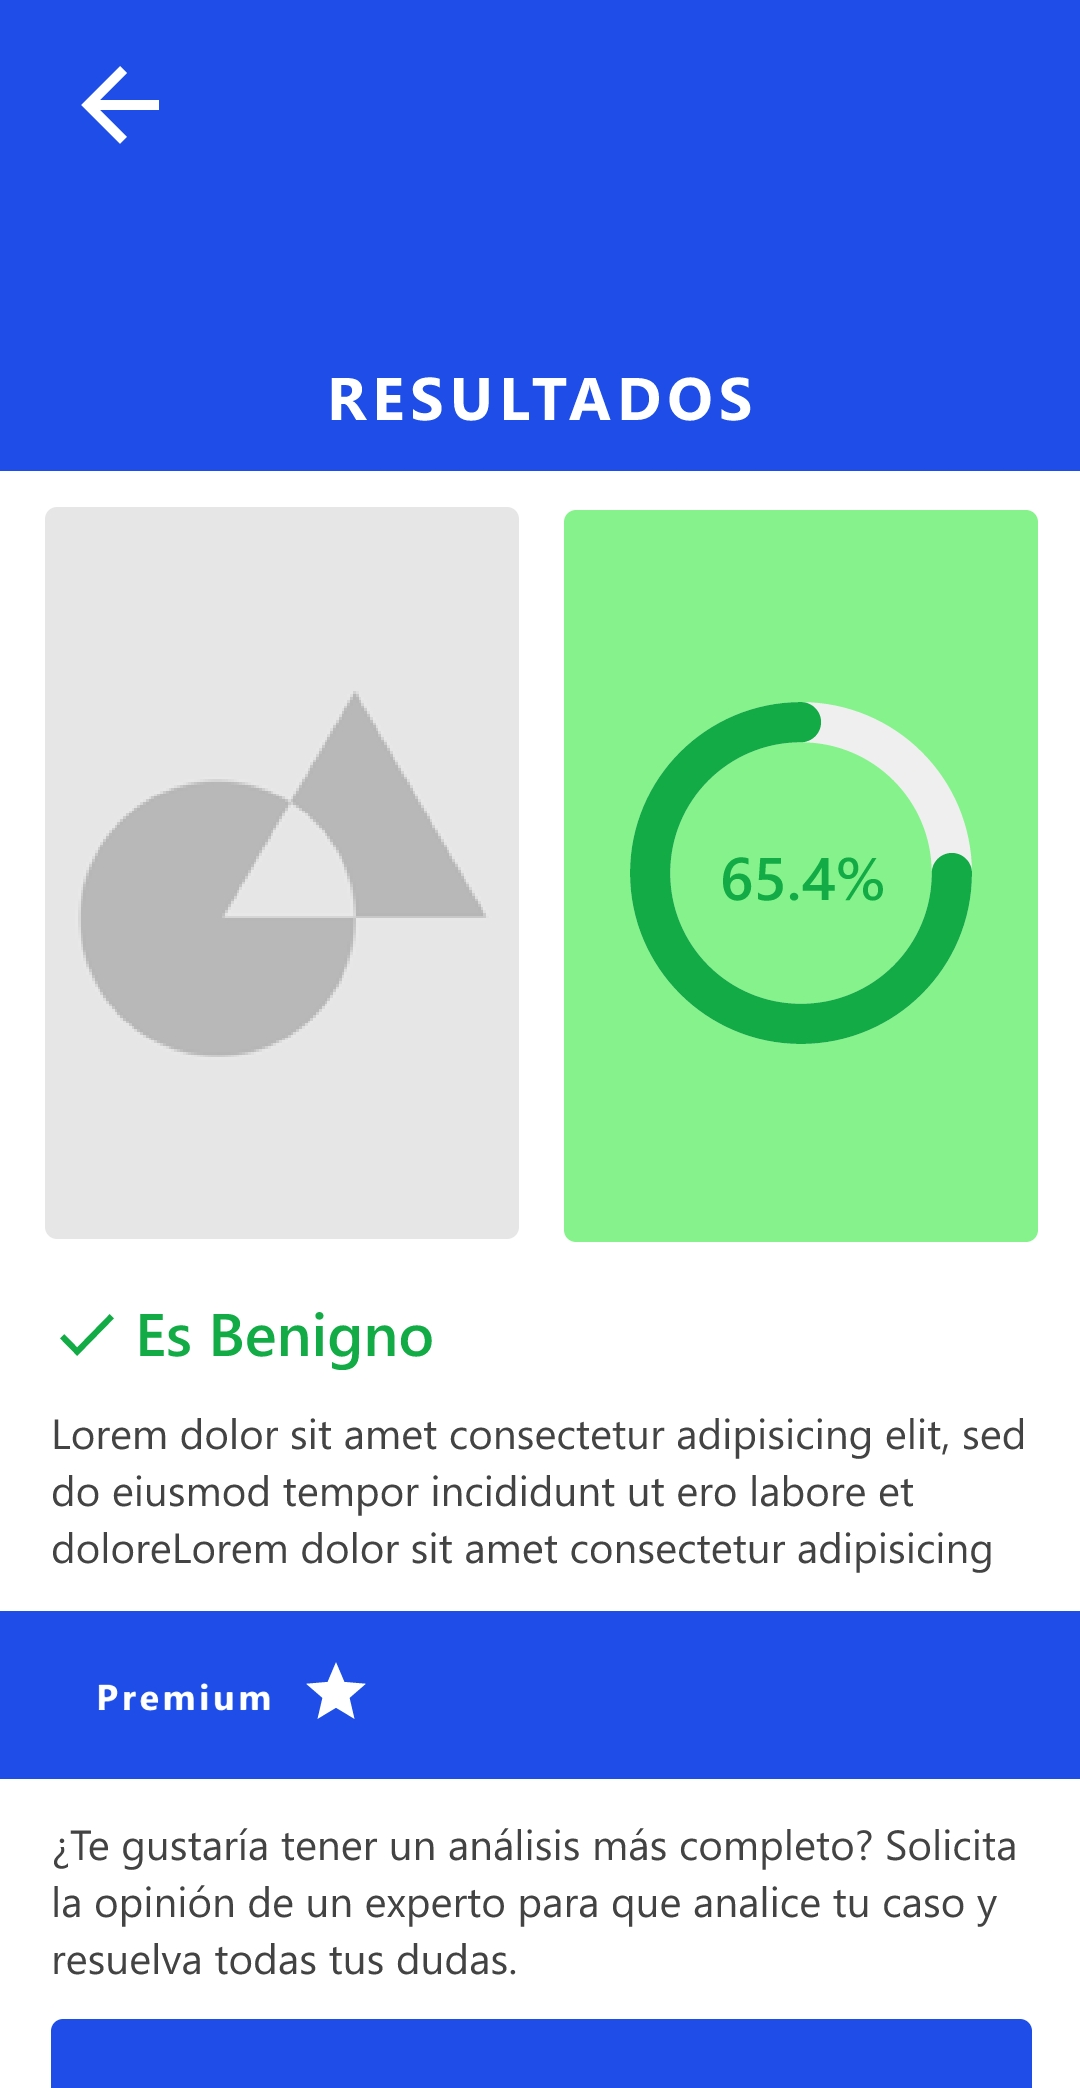 RESULTADOS
65.4%
Es Benigno
Lorem dolor sit amet consectetur adipisicing elit, sed
do eiusmod tempor incididunt ut ero labore et
doloreLorem dolor sit amet consectetur adipisicing
Premium
¿Te gustaría tener un análisis más completo? Solicita
la opinión de un experto para que analice tu caso y
resuelva todas tus dudas.